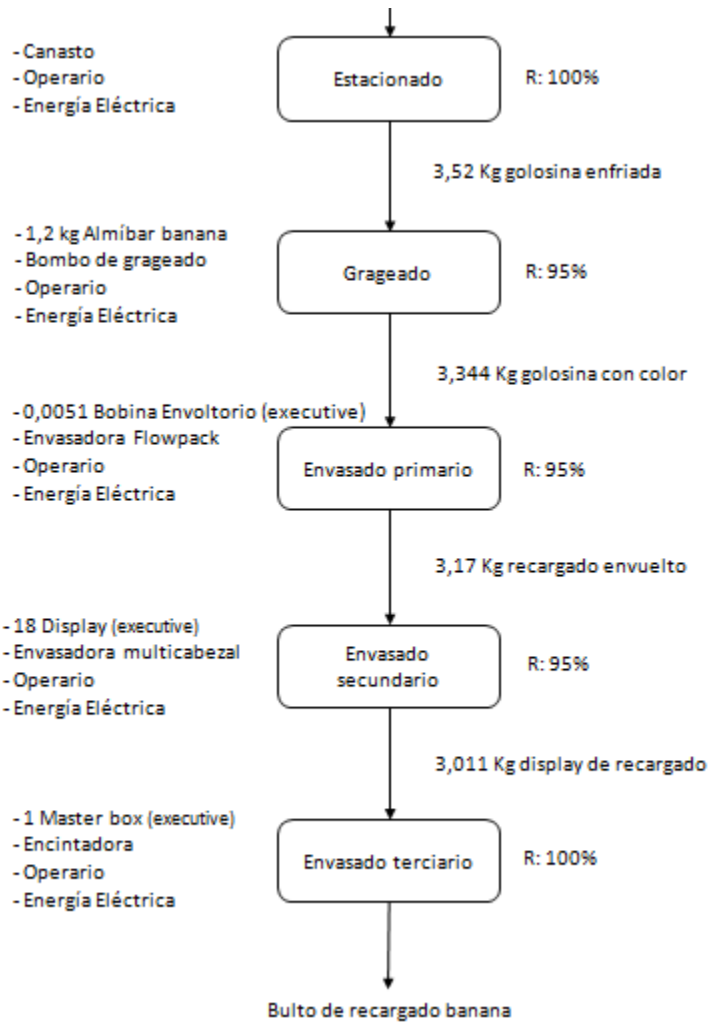 - Canasto
- Operario
- Energía Eléctrica
Estacionado
R: 100%
3,52 Kg golosina enfriada
- 1,2 kg Almíbar banana
- Bombo de grageado
- Operario
- Energía Eléctrica
Grageado
R: 95%
3,344 Kg golosina con color
- 0,0051 Bobina Envoltorio (executive)
- Envasadora Flowpack
- Operario
- Energía Eléctrica
Envasado primario
R: 95%
3,17 Kg recargado envuelto
- 18 Display (executive)
- Envasadora multicabezal
- Operario
- Energía Eléctrica
Envasado
secundario
R: 95%
3,011 Kg display de recargado
- 1 Master box (executive)
- Encintadora
- Operario
- Energía Eléctrica
Envasado terciario
R: 100%
Bulto de recargado banana